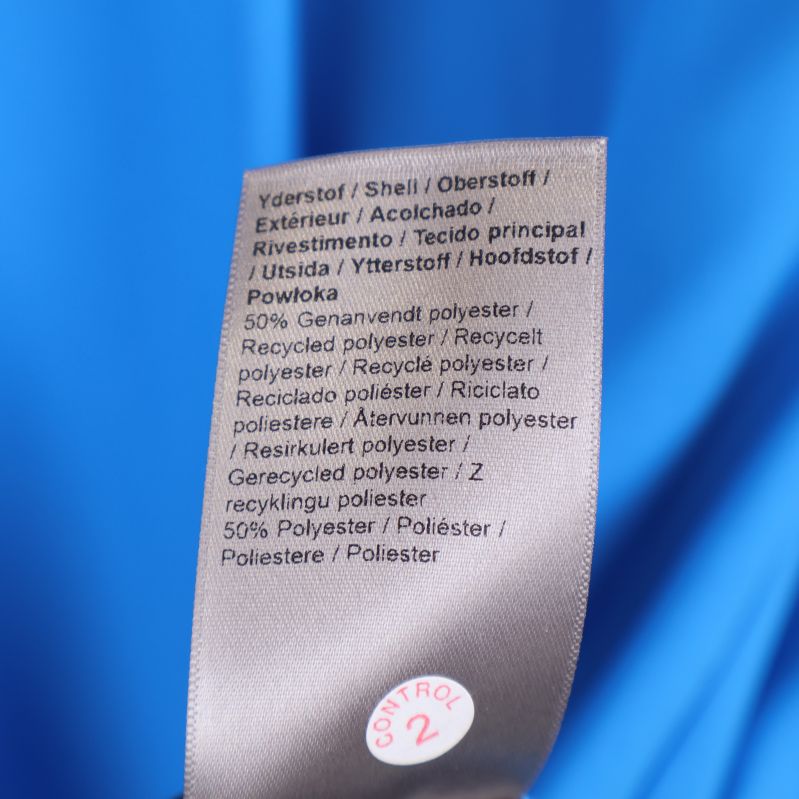 Yderstof / Shell / Oberstoff /
Extérieur / Acolchado /
Rivestimento / Tecido principal
/ Utsida / Ytterstoff / Hoofdstof /
Powłoka
50% Genanvendt polyester /
Recycled polyester / Recycelt
polyester / Recyclé polyester /
Reciclado poliéster / Riciclato
poliestere / Återvunnen polyester
/ Resirkulert polyester /
Gerecycled polyester / Z
recyklingu poliester
50% Polyester / Poliéster /
Poliestere / Poliester
CONTROL
2